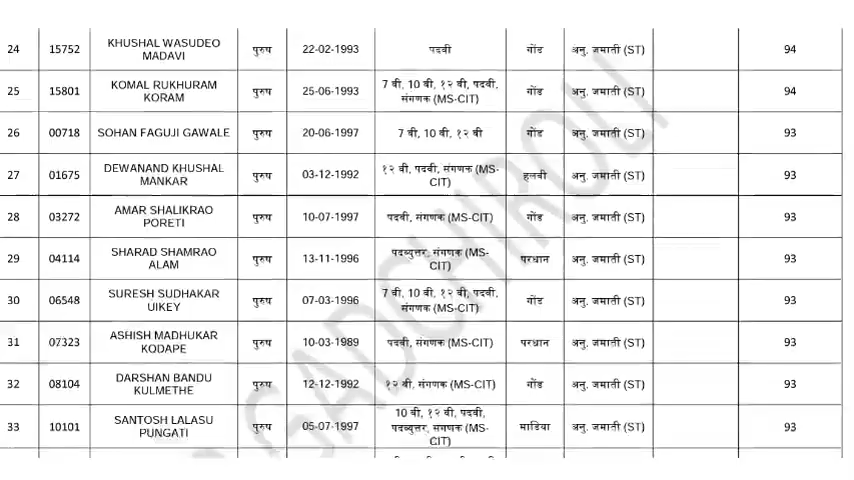 24 15752 KHUSHAL WASUDEO MADAVI पुरुष 22-02-1993 पदवी गोंड अनु. जमाती (ST) 94
25 15801 KOMAL RUKHURAM KORAM पुरुष 25-06-1993 7 वी, 10 वी, १२ वी, पदवी, संगणक (MS-CIT) गोंड अनु. जमाती (ST) 94
26 00718 SOHAN FAGUJI GAWALE पुरुष 20-06-1997 7 वी, 10 वी, १२ वी गोंड अनु. जमाती (ST) 93
27 01675 DEWANAND KHUSHAL MANKAR पुरुष 03-12-1992 १२ वी, पदवी, संगणक (MS-CIT) हलबी अनु. जमाती (ST) 93
28 03272 AMAR SHALIKRAO PORETI पुरुष 10-07-1997 पदवी, संगणक (MS-CIT) गोंड अनु. जमाती (ST) 93
29 04114 SHARAD SHAMRAO ALAM पुरुष 13-11-1996 पदव्युत्तर, संगणक (MS-CIT) परधान अनु. जमाती (ST) 93
30 06548 SURESH SUDHAKAR UIKEY पुरुष 07-03-1996 7 वी, 10 वी, १२ वी, पदवी, संगणक (MS-CIT) गोंड अनु. जमाती (ST) 93
31 07323 ASHISH MADHUKAR KODAPE पुरुष 10-03-1989 पदवी, संगणक (MS-CIT) परधान अनु. जमाती (ST) 93
32 08104 DARSHAN BANDU KULMETHE पुरुष 12-12-1992 १२ वी, संगणक (MS-CIT) गोंड अनु. जमाती (ST) 93
33 10101 SANTOSH LALASU PUNGATI पुरुष 05-07-1997 10 वी, १२ वी, पदवी, पदव्युत्तर, संगणक (MS-CIT) माडिया अनु. जमाती (ST) 93
GADCHIROLI